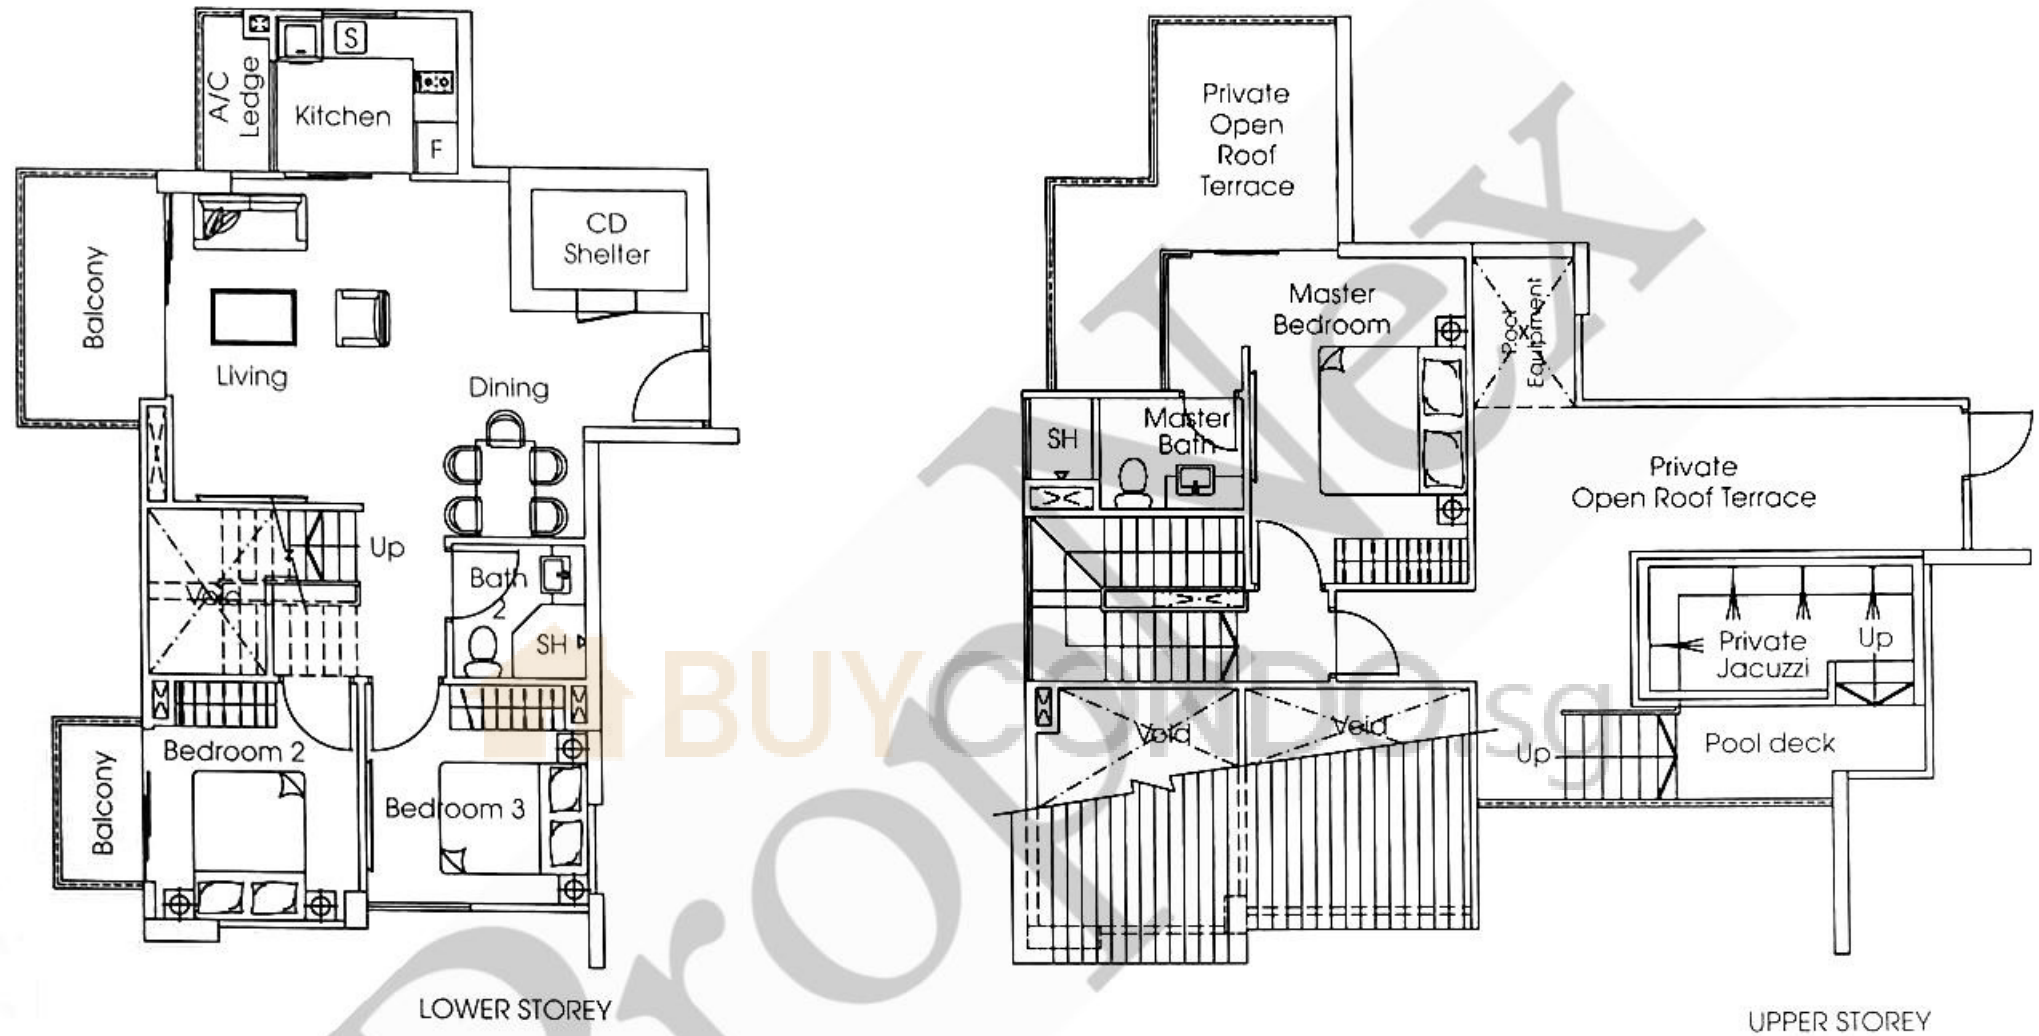 A/C
Ledge
S
Kitchen
F
CD
Shelter
Balcony
Living
Dining
Up
Void
Bath
2
SH
Bedroom 2
Bedroom 3
Balcony
LOWER STOREY
Private
Open
Roof
Terrace
Master
Bedroom
Pool
Equipment
SH
Master
Bath
Private
Open Roof Terrace
Private
Jacuzzi
Up
Void
Void
Up
Pool deck
UPPER STOREY
BUYCONDO.sg
PropNex